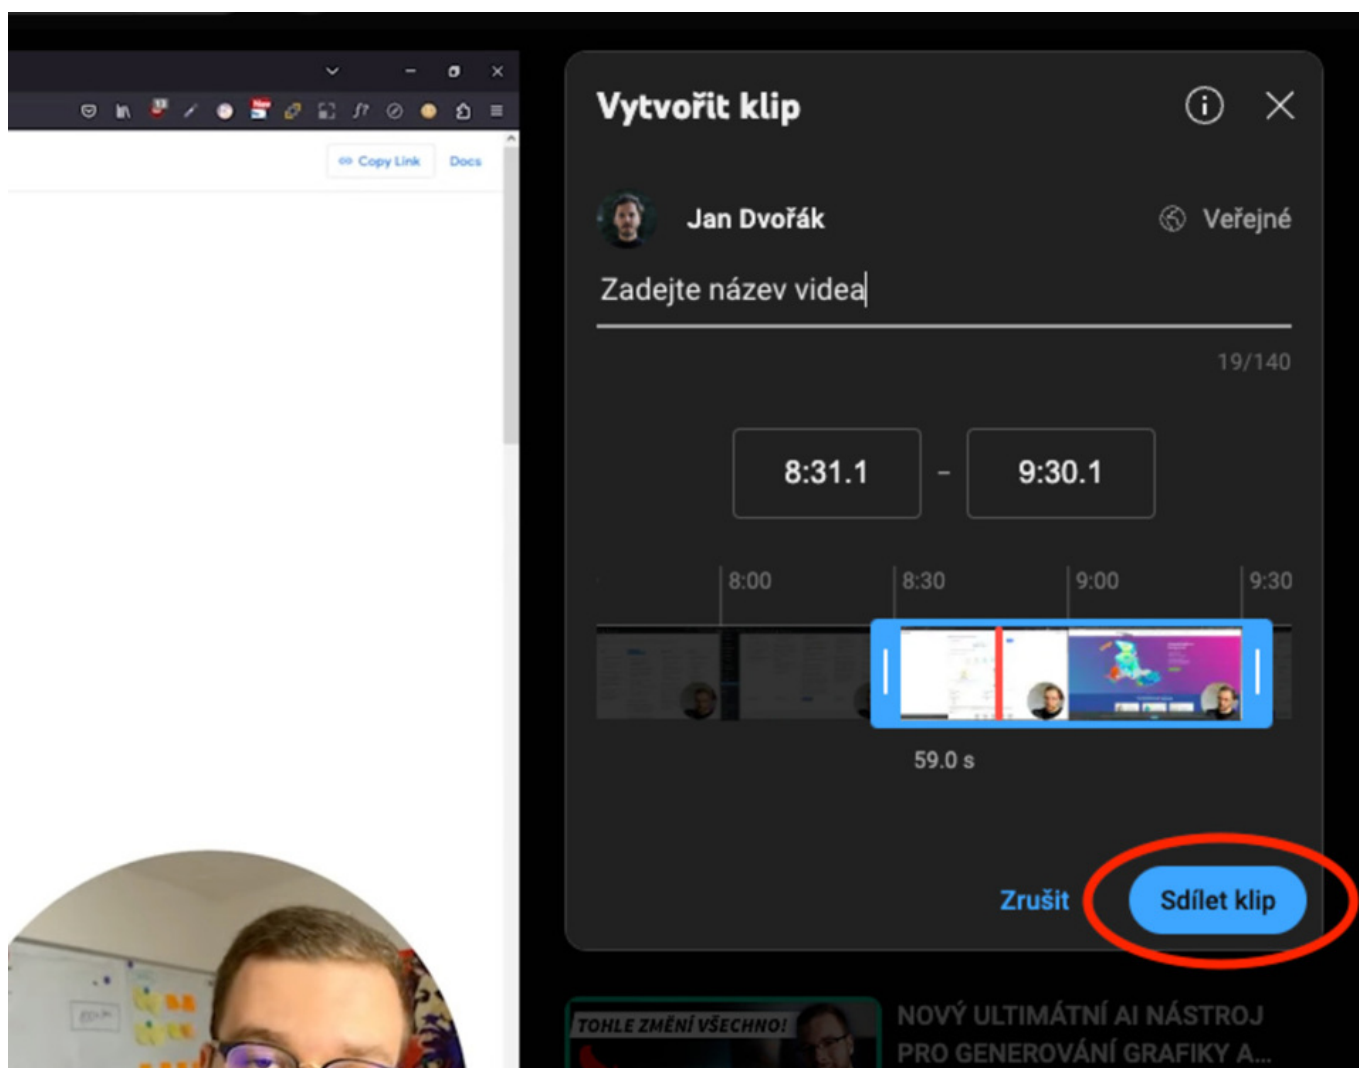 Copy Link
Docs
Vytvořit klip
Jan Dvořák
Veřejné
Zadejte název videa
19/140
8:31.1 – 9:30.1
8:00 8:30 9:00 9:30
59.0 s
Zrušit
Sdílet klip
TOHLE ZMĚNÍ VŠECHNO!
NOVÝ ULTIMÁTNÍ AI NÁSTROJ
PRO GENEROVÁNÍ GRAFIKY A...